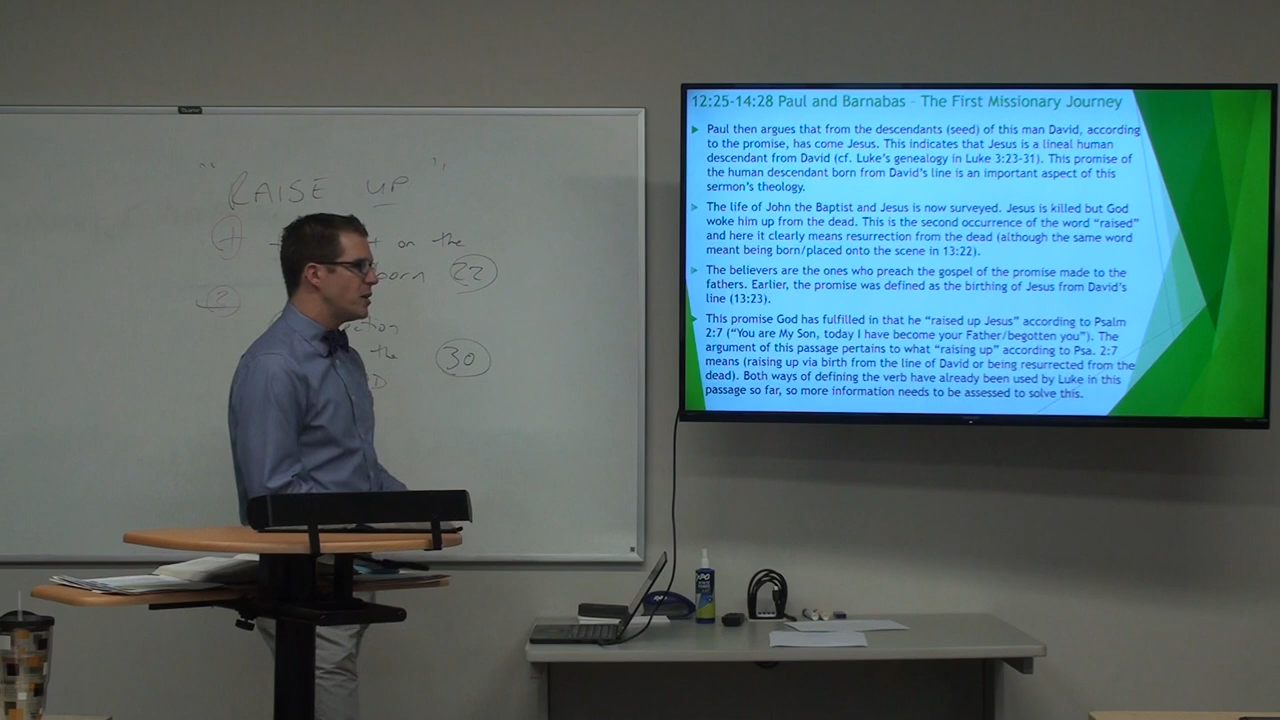 " RAISE UP "
1
on the
born 22
2
the
30
12:25-14:28 Paul and Barnabas – The First Missionary Journey
Paul then argues that from the descendants (seed) of this man David, according
to the promise, has come Jesus. This indicates that Jesus is a lineal human
descendant from David (cf. Luke's genealogy in Luke 3:23-31). This promise of
the human descendant born from David's line is an important aspect of this
sermon's theology.
The life of John the Baptist and Jesus is now surveyed. Jesus is killed but God
woke him up from the dead. This is the second occurrence of the word "raised"
and here it clearly means resurrection from the dead (although the same word
meant being born/placed onto the scene in 13:22).
The believers are the ones who preach the gospel of the promise made to the
fathers. Earlier, the promise was defined as the birthing of Jesus from David's
line (13:23).
This promise God has fulfilled in that he "raised up Jesus" according to Psalm
2:7 ("You are My Son, today I have become your Father/begotten you"). The
argument of this passage pertains to what "raising up" according to Psa. 2:7
means (raising up via birth from the line of David or being resurrected from the
dead). Both ways of defining the verb have already been used by Luke in this
passage so far, so more information needs to be assessed to solve this.
EXPO